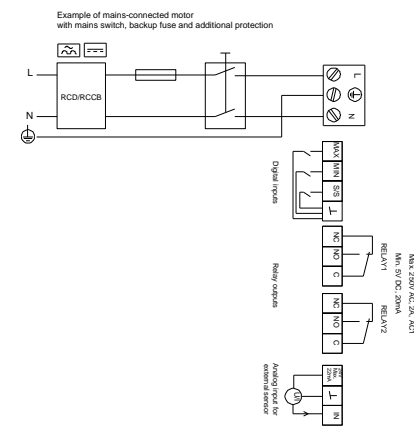 Example of mains-connected motor
with mains switch, backup fuse and additional protection
L
RCD/RCCB
N
L
N
MAX
MIN
S/S
Digital inputs
NC
NO
C
RELAY1
Max. 250V AC, 2A, AC1
Min. 5V DC, 20mA
Relay outputs
NC
NO
C
RELAY2
Max.
22mA
IN
U/I
Analog input for
external sensor